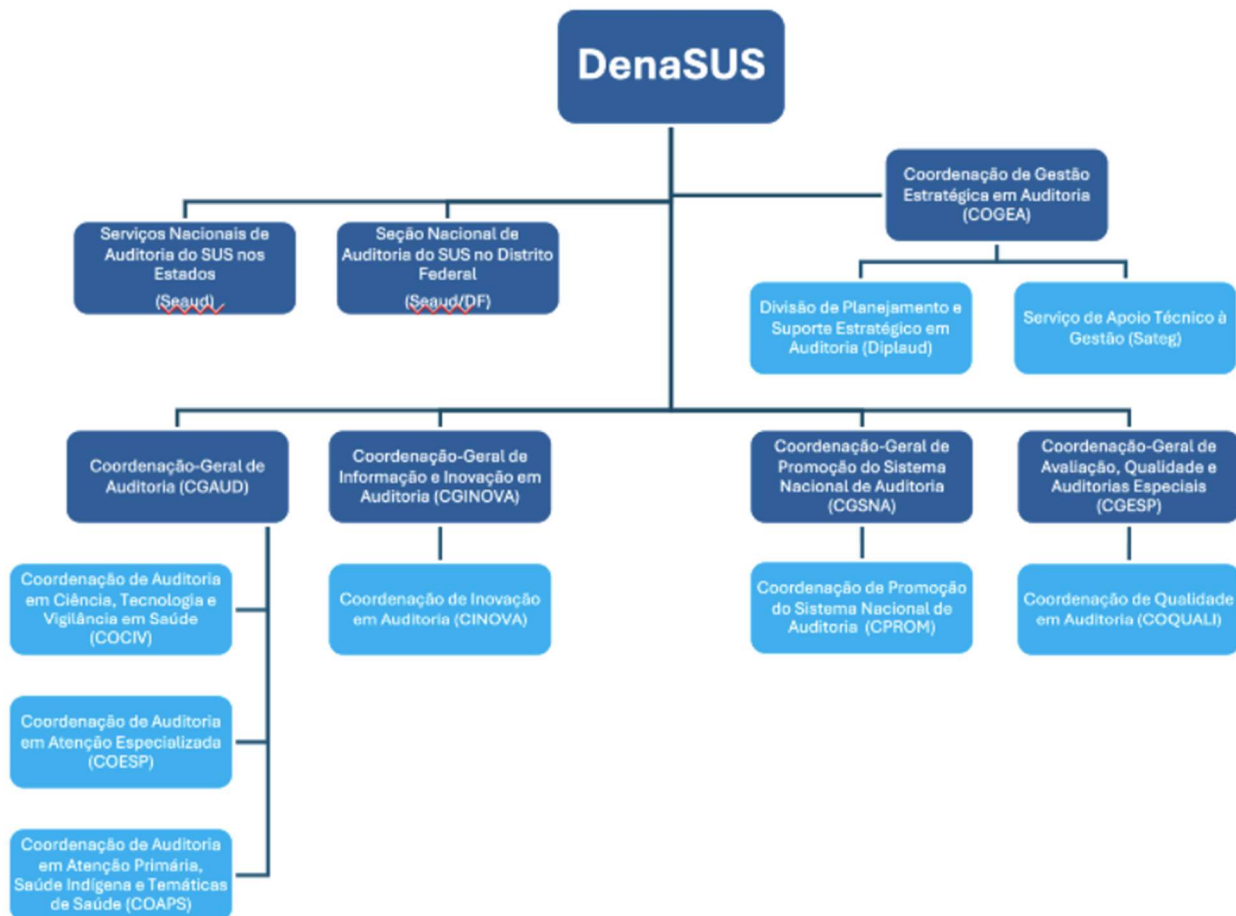 DenaSUS
Coordenação de Gestão
Estratégica em Auditoria
(COGEA)
Serviços Nacionais de
Auditoria do SUS nos
Estados
(Seaud)
Seção Nacional de
Auditoria do SUS no Distrito
Federal
(Seaud/DF)
Divisão de Planejamento e
Suporte Estratégico em
Auditoria (Diplaud)
Serviço de Apoio Técnico à
Gestão (Sateg)
Coordenação-Geral de
Auditoria (CGAUD)
Coordenação-Geral de
Informação e Inovação em
Auditoria (CGINOVA)
Coordenação-Geral de
Promoção do Sistema
Nacional de Auditoria
(CGSNA)
Coordenação-Geral de
Avaliação, Qualidade e
Auditorias Especiais
(CGESP)
Coordenação de Auditoria
em Ciência, Tecnologia e
Vigilância em Saúde
(COCIV)
Coordenação de Inovação
em Auditoria (CINOVA)
Coordenação de Promoção
do Sistema Nacional de
Auditoria (CPROM)
Coordenação de Qualidade
em Auditoria (COQUALI)
Coordenação de Auditoria
em Atenção Especializada
(COESP)
Coordenação de Auditoria
em Atenção Primária,
Saúde Indígena e Temáticas
de Saúde (COAPS)